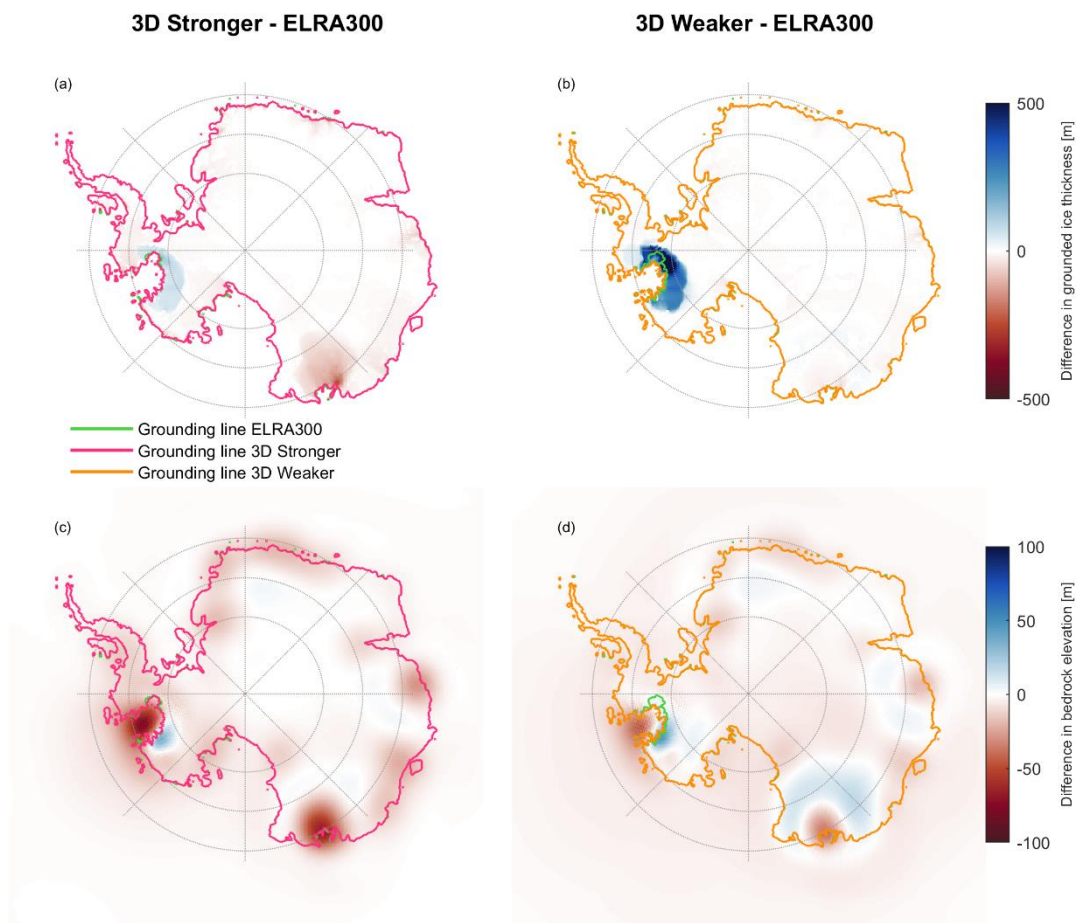 3D Stronger - ELRA300
3D Weaker - ELRA300
(a)
(b)
500
0
-500
Difference in grounded ice thickness [m]
Grounding line ELRA300
Grounding line 3D Stronger
Grounding line 3D Weaker
(c)
(d)
100
50
0
-50
-100
Difference in bedrock elevation [m]